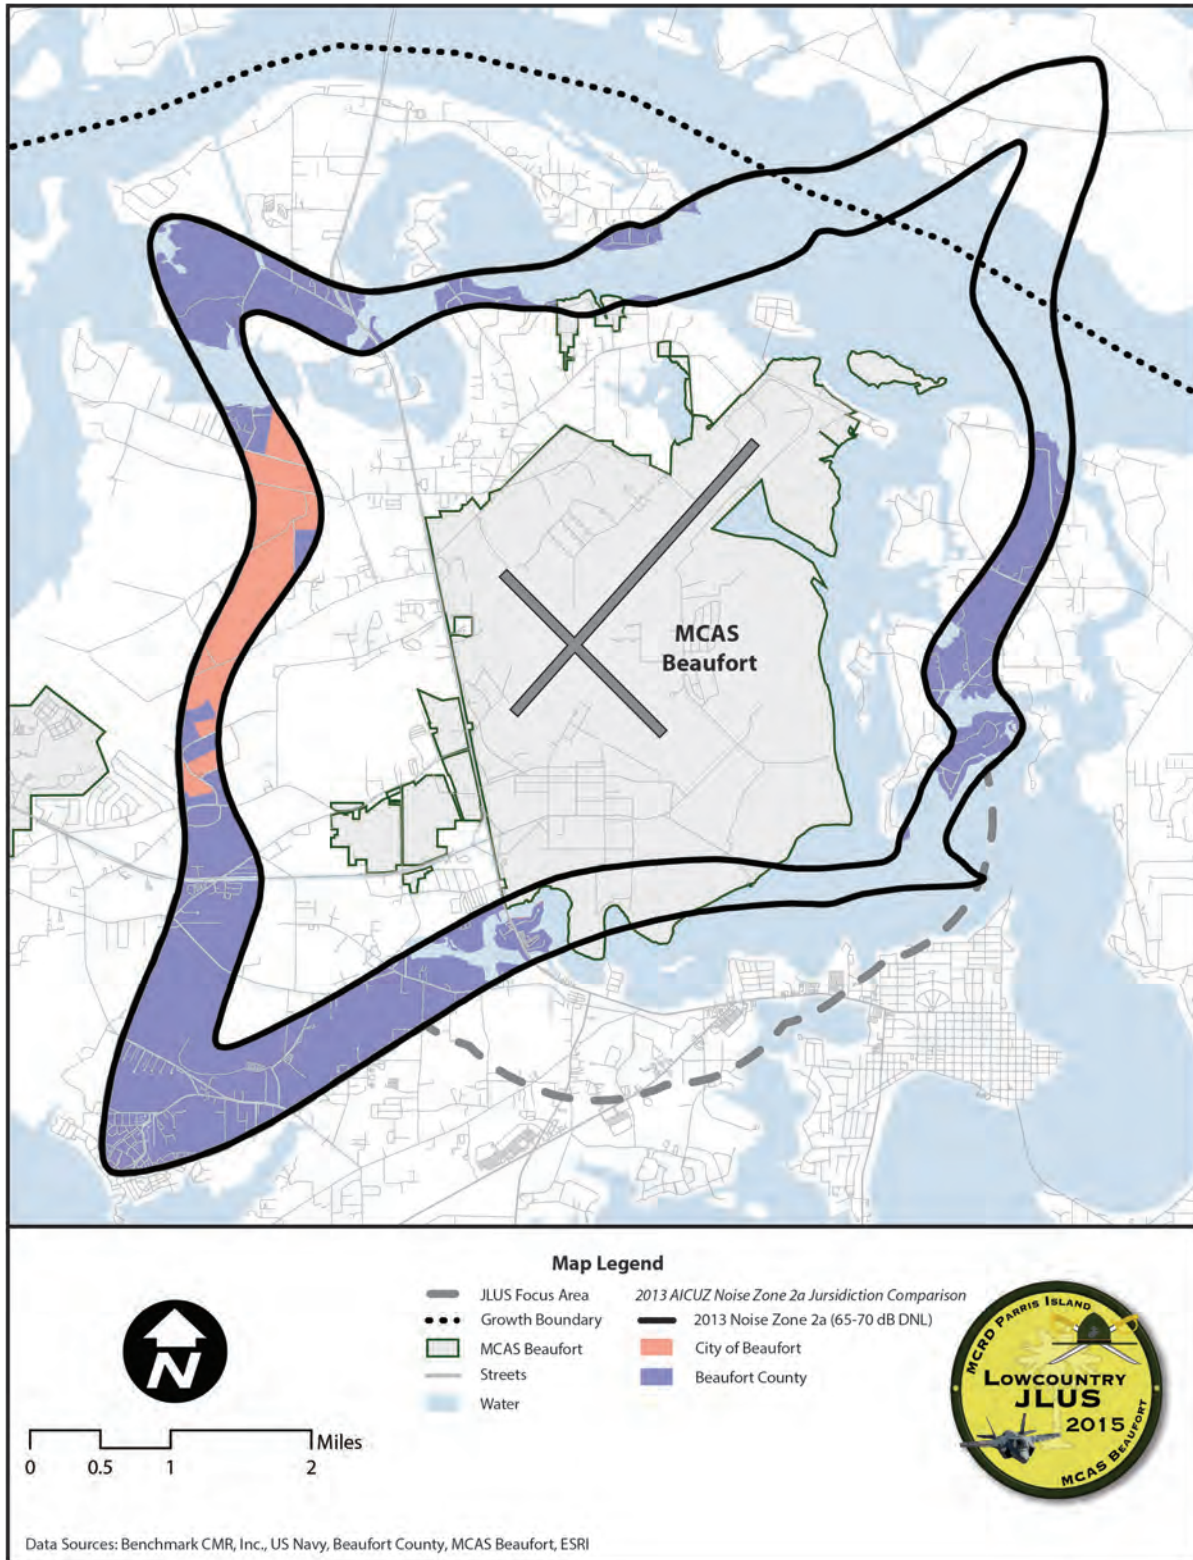 MCAS
Beaufort
Map Legend
JLUS Focus Area
Growth Boundary
MCAS Beaufort
Streets
Water
2013 AICUZ Noise Zone 2a Jursidiction Comparison
2013 Noise Zone 2a (65-70 dB DNL)
City of Beaufort
Beaufort County
N
Miles
0 0.5 1 2
MCRD PARRIS ISLAND
LOWCOUNTRY
JLUS
2015
MCAS BEAUFORT
Data Sources: Benchmark CMR, Inc., US Navy, Beaufort County, MCAS Beaufort, ESRI